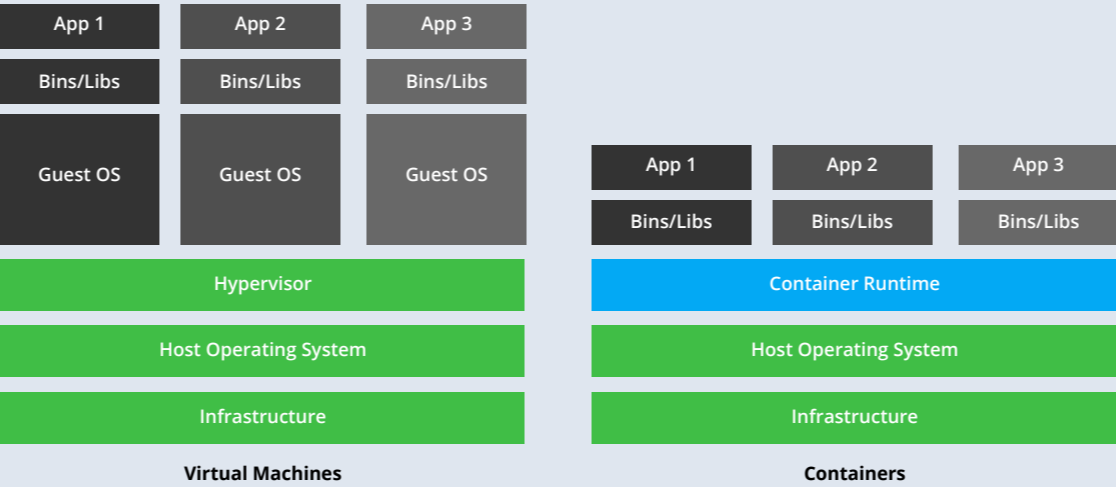 App 1
App 2
App 3
Bins/Libs
Bins/Libs
Bins/Libs
Guest OS
Guest OS
Guest OS
Hypervisor
Host Operating System
Infrastructure
Virtual Machines
App 1
App 2
App 3
Bins/Libs
Bins/Libs
Bins/Libs
Container Runtime
Host Operating System
Infrastructure
Containers